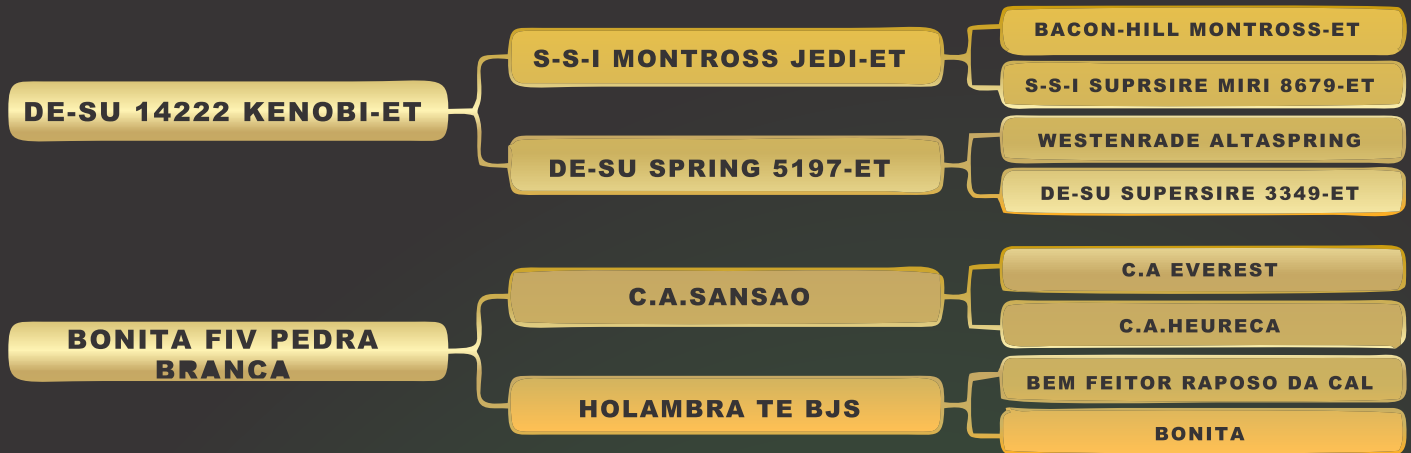 DE-SU 14222 KENOBI-ET
S-S-I MONTROSS JEDI-ET
BACON-HILL MONTROSS-ET
S-S-I SUPRSIRE MIRI 8679-ET
DE-SU SPRING 5197-ET
WESTENRADE ALTASPRING
DE-SU SUPERSIRE 3349-ET
BONITA FIV PEDRA
BRANCA
C.A.SANSAO
C.A EVEREST
C.A.HEURECA
HOLAMBRA TE BJS
BEM FEITOR RAPOSO DA CAL
BONITA